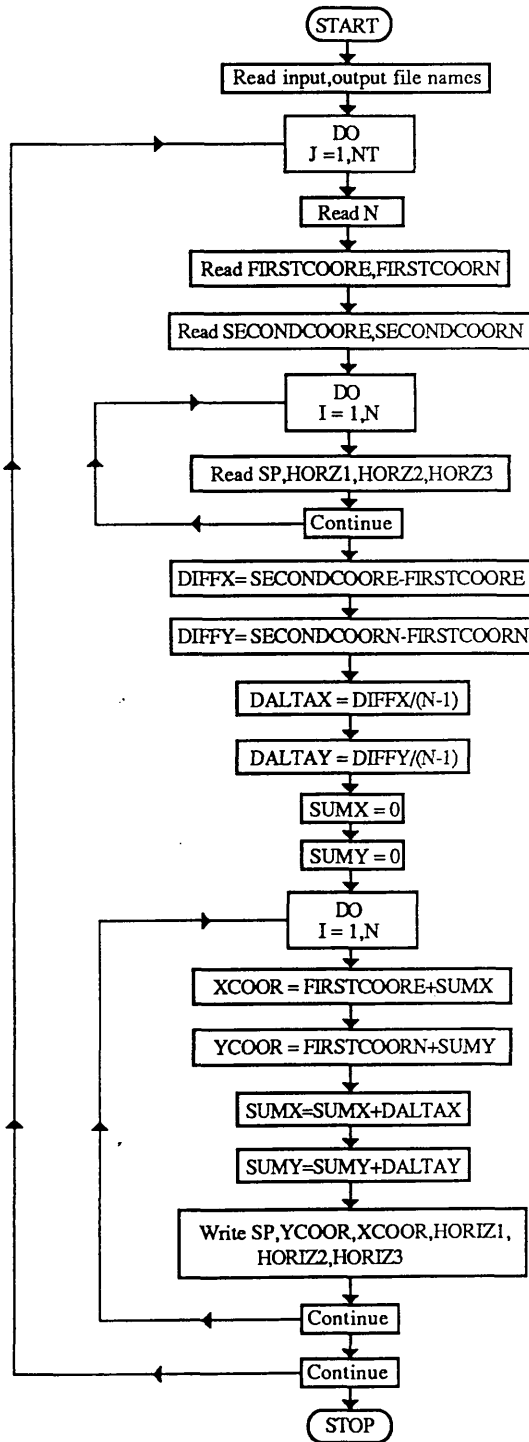 START
Read input,output file names
DO
J =1,NT
Read N
Read FIRSTCOORE,FIRSTCOORN
Read SECONDCOORE,SECONDCOORN
DO
I = 1,N
Read SP,HORZ1,HORZ2,HORZ3
Continue
DIFFX= SECONDCOORE-FIRSTCOORE
DIFFY= SECONDCOORN-FIRSTCOORN
DALTAX = DIFFX/(N-1)
DALTAY = DIFFY/(N-1)
SUMX = 0
SUMY = 0
DO
I = 1,N
XCOOR = FIRSTCOORE+SUMX
YCOOR = FIRSTCOORN+SUMY
SUMX=SUMX+DALTAX
SUMY=SUMY+DALTAY
Write SP,YCOOR,XCOOR,HORIZ1,
HORIZ2,HORIZ3
Continue
Continue
STOP